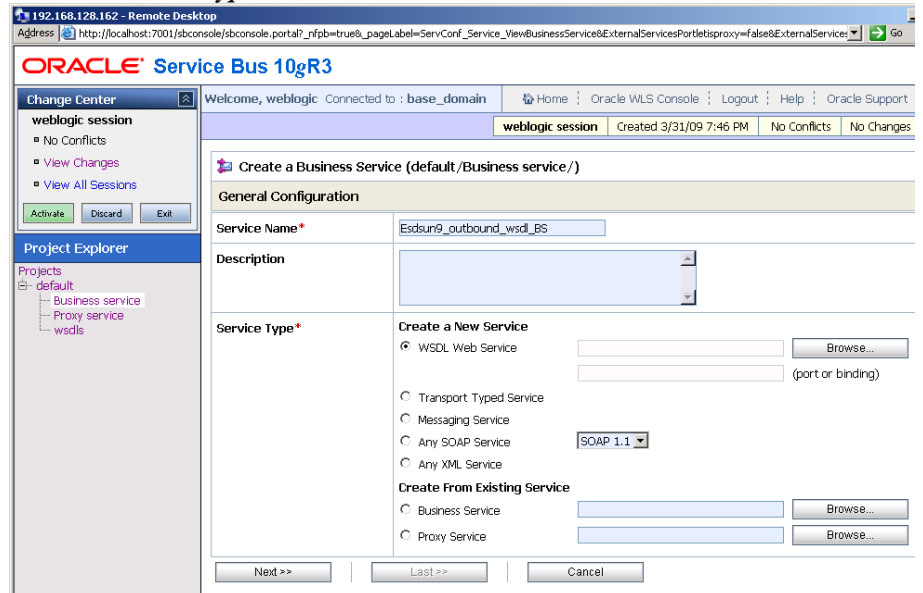 192.168.128.162 - Remote Desktop
Address http://localhost:7001/sbconsole/sbconsole.portal?_nfpb=true&_pageLabel=ServConf_Service_ViewBusinessService&ExternalServicesPortletisproxy=false&ExternalService: Go
ORACLE Service Bus 10gR3
Change Center
weblogic session
No Conflicts
View Changes
View All Sessions
Activate Discard Exit
Project Explorer
Projects
default
Business service
Proxy service
wsdls
Welcome, weblogic Connected to : base_domain Home Oracle WLS Console Logout Help Oracle Support
weblogic session Created 3/31/09 7:46 PM No Conflicts No Changes
Create a Business Service (default/Business service/)
General Configuration
Service Name* Esdsun9_outbound_wsdl_BS
Description
Service Type* Create a New Service
WSDL Web Service Browse...
(port or binding)
Transport Typed Service
Messaging Service
Any SOAP Service SOAP 1.1
Any XML Service
Create From Existing Service
Business Service Browse...
Proxy Service Browse...
Next >> Last >> Cancel